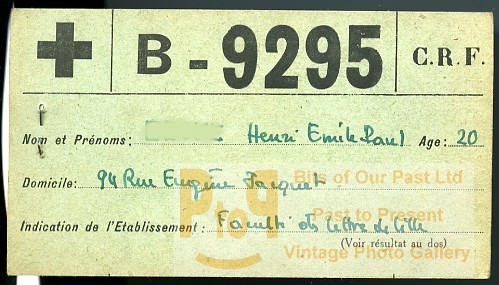 B - 9295 C.R.F.
Nom et Prénoms: Henri Emile Paul Age: 20
Domicile: 94 Rue Eugène Jacquet
Bits of Our Past Ltd
Indication de l'Etablissement: Faculté des lettres de Lille
PtoP
Past to Present
(Voir résultat au dos)
Vintage Photo Gallery